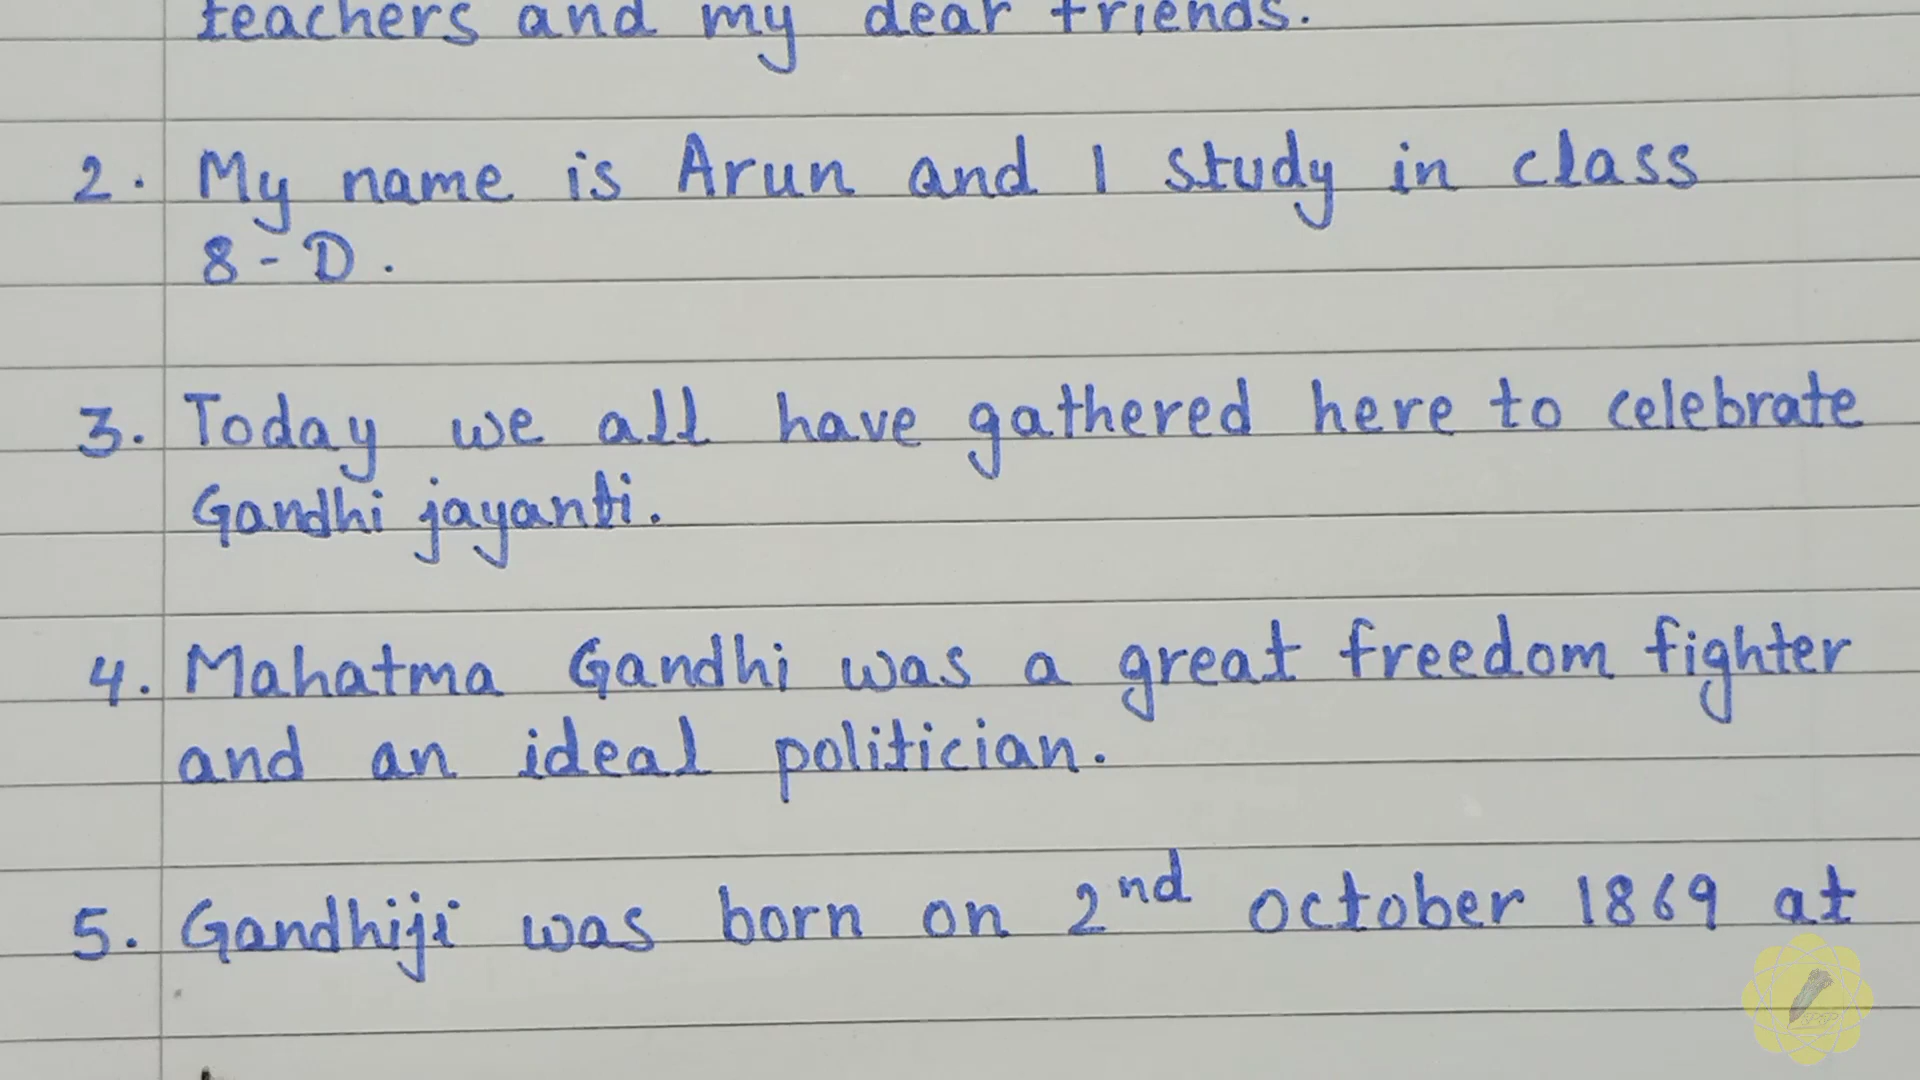 teachers and my dear friends.
2. My name is Arun and I study in class
8-D.
3. Today we all have gathered here to celebrate
Gandhi jayanti.
4. Mahatma Gandhi was a great freedom fighter
and an ideal politician.
5. Gandhiji was born on 2nd october 1869 at